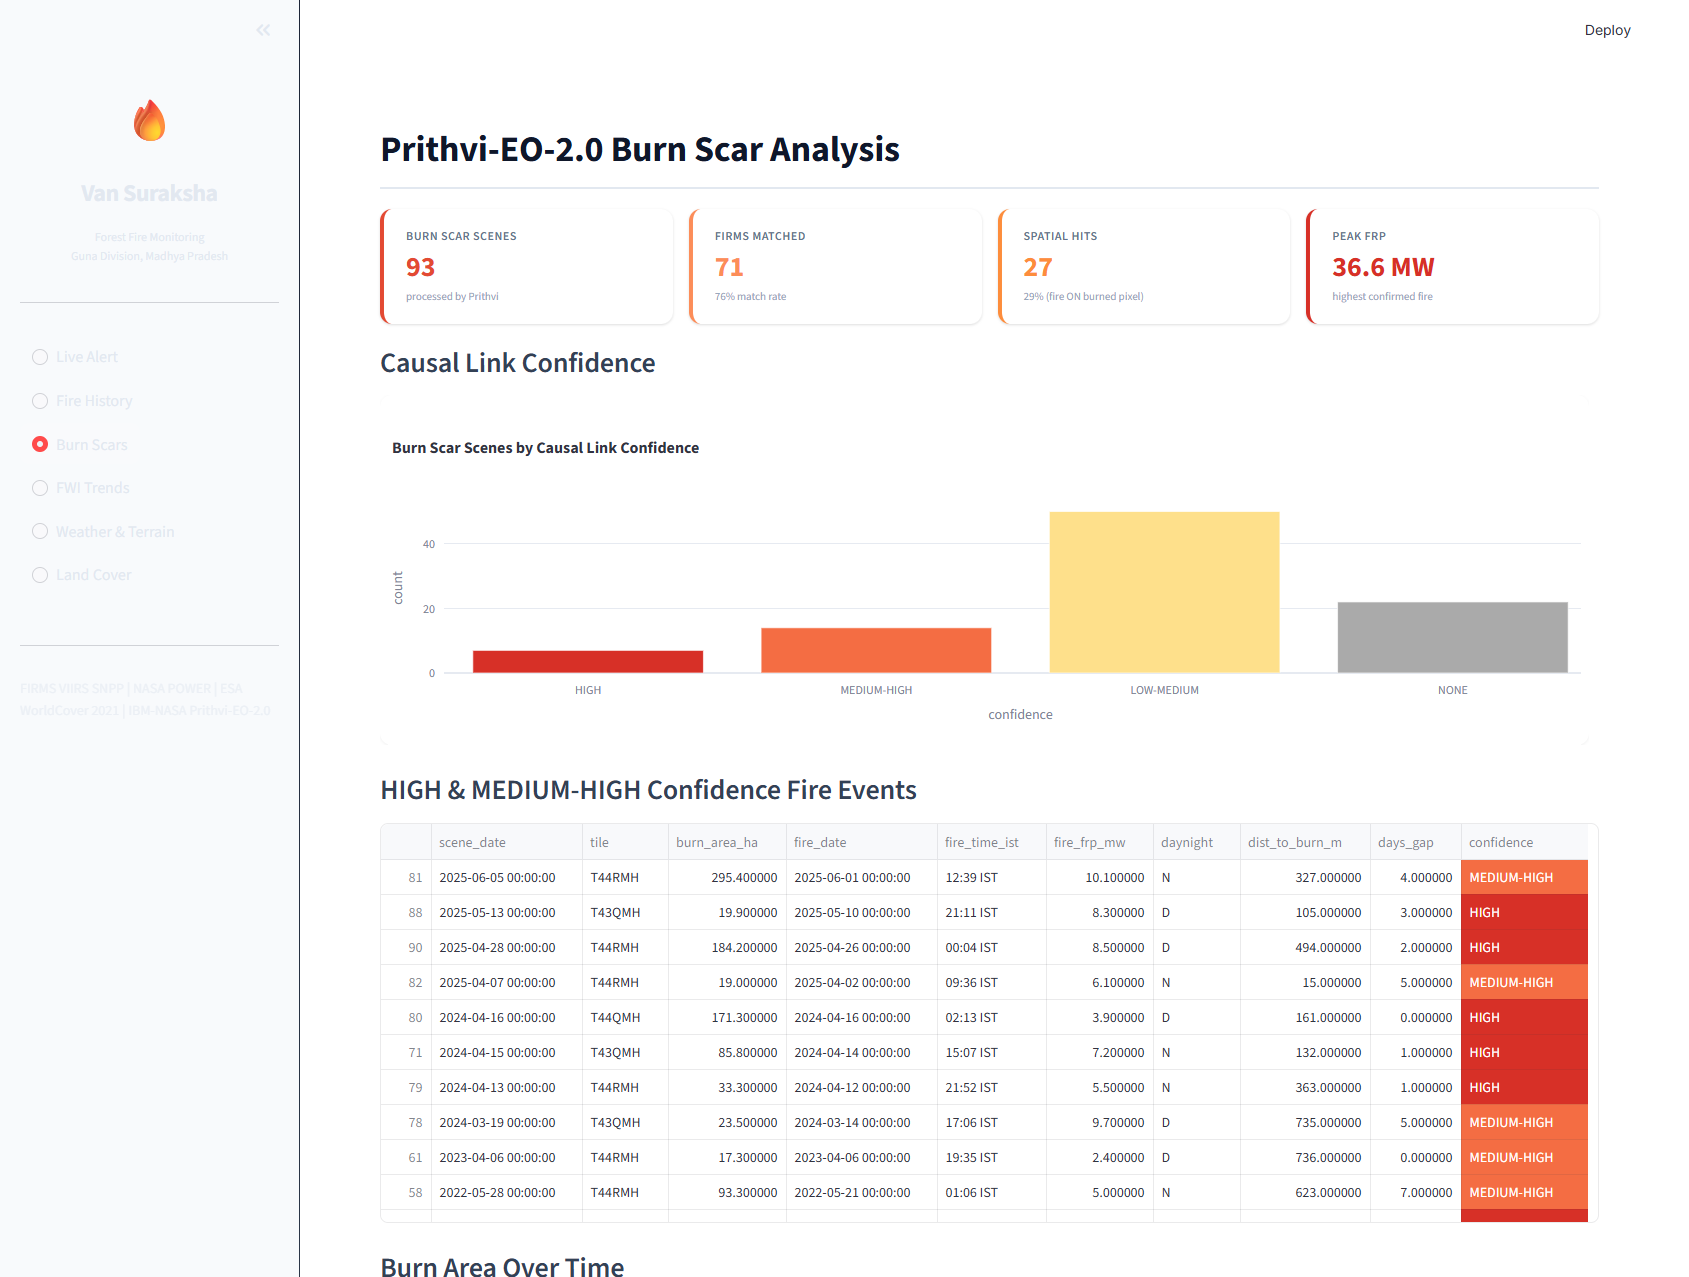 Deploy
Van Suraksha
Forest Fire Monitoring
Guna Division, Madhya Pradesh
Live Alert
Fire History
Burn Scars
FWI Trends
Weather & Terrain
Land Cover
FIRMS VIIRS SNPP | NASA POWER | ESA
WorldCover 2021 | IBM-NASA Prithvi-EO-2.0
Prithvi-EO-2.0 Burn Scar Analysis
BURN SCAR SCENES
93
processed by Prithvi
FIRMS MATCHED
71
76% match rate
SPATIAL HITS
27
29% (fire ON burned pixel)
PEAK FRP
36.6 MW
highest confirmed fire
Causal Link Confidence
Burn Scar Scenes by Causal Link Confidence
count
40
20
0
HIGH MEDIUM-HIGH LOW-MEDIUM NONE
confidence
HIGH & MEDIUM-HIGH Confidence Fire Events
scene_date tile burn_area_ha fire_date fire_time_ist fire_frp_mw daynight dist_to_burn_m days_gap confidence
81 2025-06-05 00:00:00 T44RMH 295.400000 2025-06-01 00:00:00 12:39 IST 10.100000 N 327.000000 4.000000 MEDIUM-HIGH
88 2025-05-13 00:00:00 T43QMH 19.900000 2025-05-10 00:00:00 21:11 IST 8.300000 D 105.000000 3.000000 HIGH
90 2025-04-28 00:00:00 T44RMH 184.200000 2025-04-26 00:00:00 00:04 IST 8.500000 D 494.000000 2.000000 HIGH
82 2025-04-07 00:00:00 T44RMH 19.000000 2025-04-02 00:00:00 09:36 IST 6.100000 N 15.000000 5.000000 MEDIUM-HIGH
80 2024-04-16 00:00:00 T44QMH 171.300000 2024-04-16 00:00:00 02:13 IST 3.900000 D 161.000000 0.000000 HIGH
71 2024-04-15 00:00:00 T43QMH 85.800000 2024-04-14 00:00:00 15:07 IST 7.200000 N 132.000000 1.000000 HIGH
79 2024-04-13 00:00:00 T44RMH 33.300000 2024-04-12 00:00:00 21:52 IST 5.500000 N 363.000000 1.000000 HIGH
78 2024-03-19 00:00:00 T43QMH 23.500000 2024-03-14 00:00:00 17:06 IST 9.700000 D 735.000000 5.000000 MEDIUM-HIGH
61 2023-04-06 00:00:00 T44RMH 17.300000 2023-04-06 00:00:00 19:35 IST 2.400000 D 736.000000 0.000000 MEDIUM-HIGH
58 2022-05-28 00:00:00 T44RMH 93.300000 2022-05-21 00:00:00 01:06 IST 5.000000 N 623.000000 7.000000 MEDIUM-HIGH
Burn Area Over Time